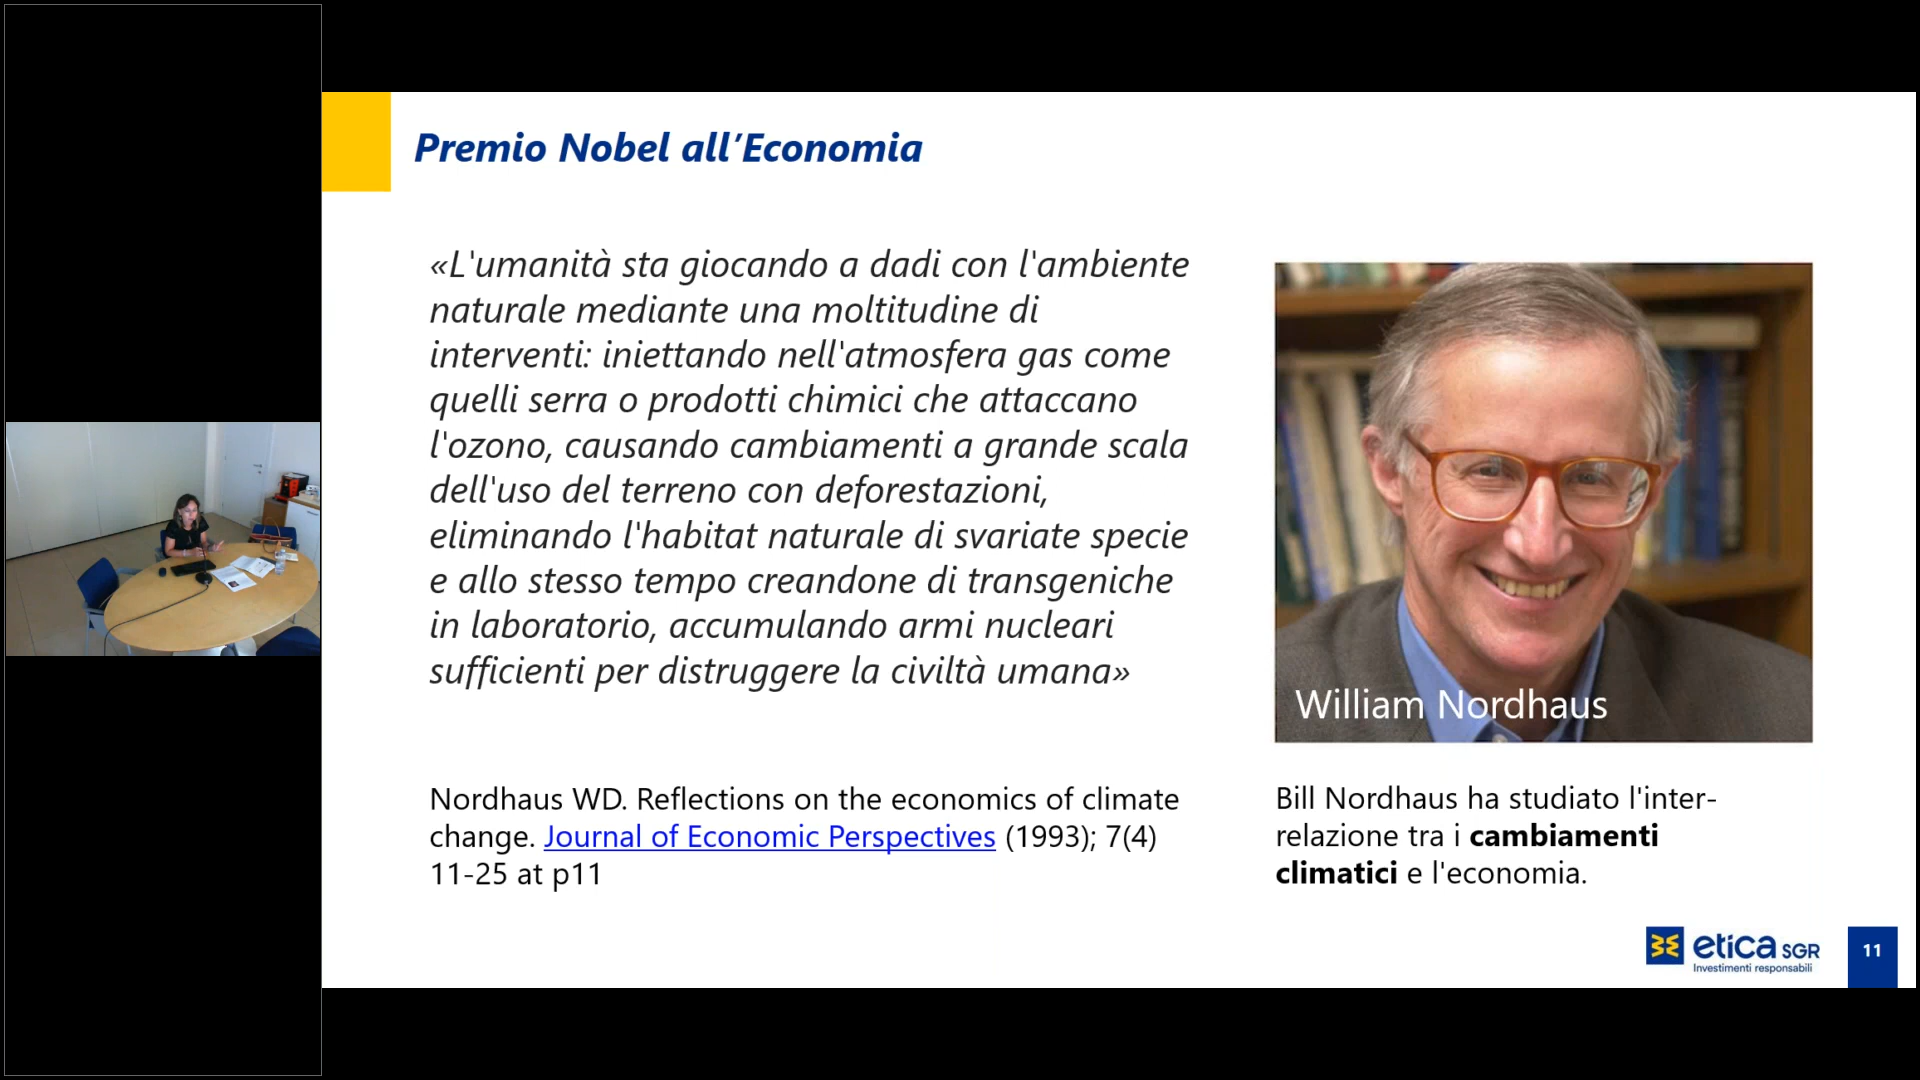 Premio Nobel all’Economia
«L'umanità sta giocando a dadi con l'ambiente
naturale mediante una moltitudine di
interventi: iniettando nell'atmosfera gas come
quelli serra o prodotti chimici che attaccano
l'ozono, causando cambiamenti a grande scala
dell'uso del terreno con deforestazioni,
eliminando l'habitat naturale di svariate specie
e allo stesso tempo creandone di transgeniche
in laboratorio, accumulando armi nucleari
sufficienti per distruggere la civiltà umana»
Nordhaus WD. Reflections on the economics of climate
change. Journal of Economic Perspectives (1993); 7(4)
11-25 at p11
William Nordhaus
Bill Nordhaus ha studiato l'inter-
relazione tra i cambiamenti
climatici e l'economia.
etica SGR
Investimenti responsabili
11